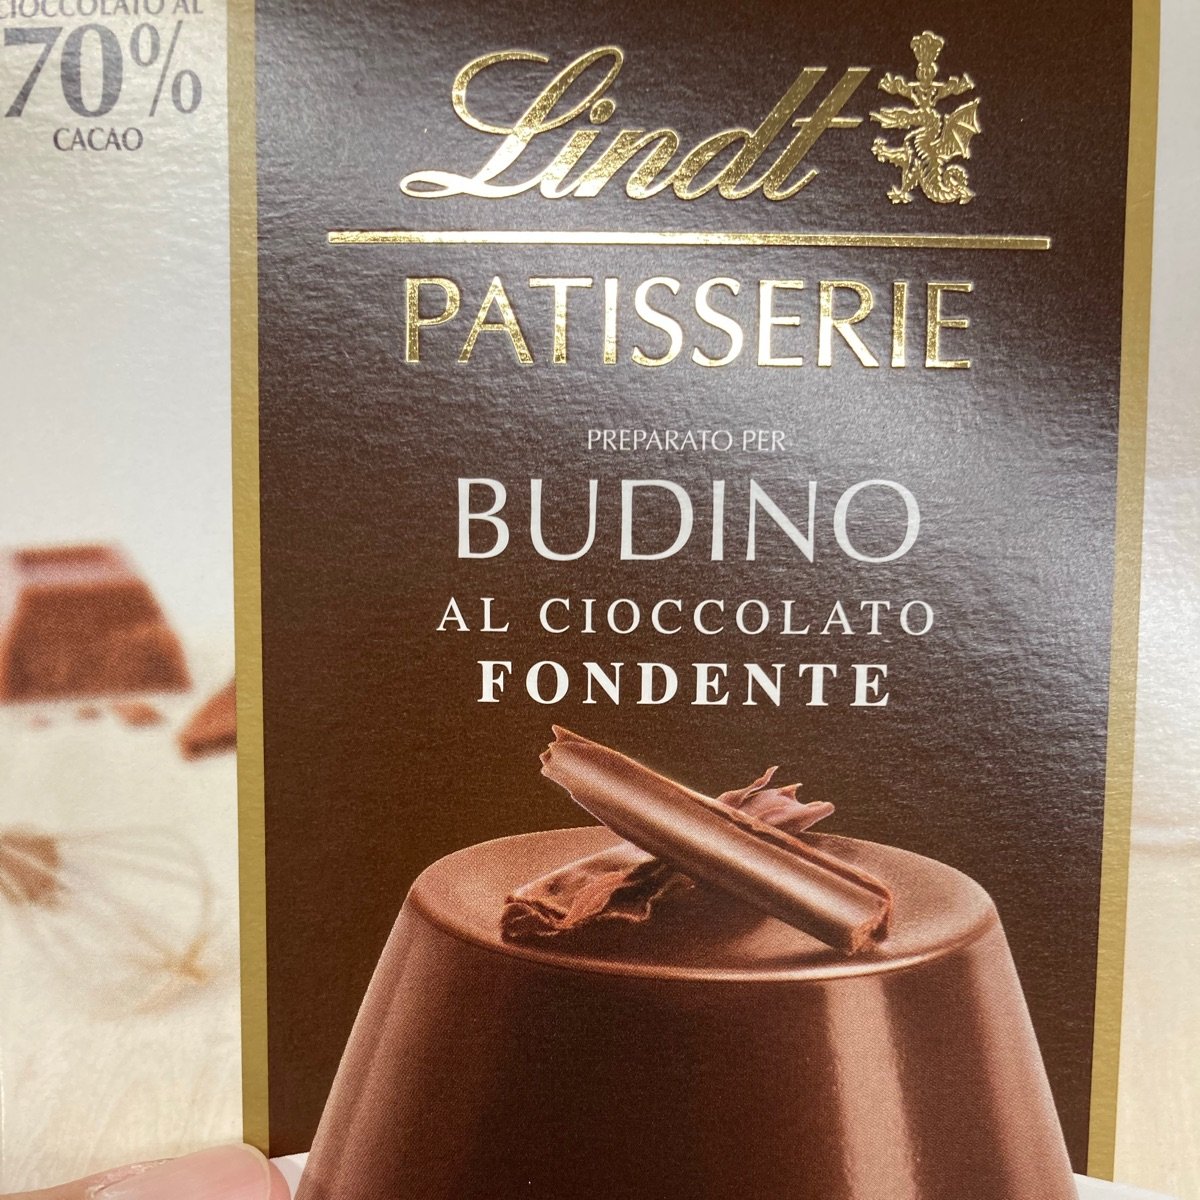 CIOCCOLATO AL
70%
CACAO
Lindt
PATISSERIE
PREPARATO PER
BUDINO
AL CIOCCOLATO
FONDENTE